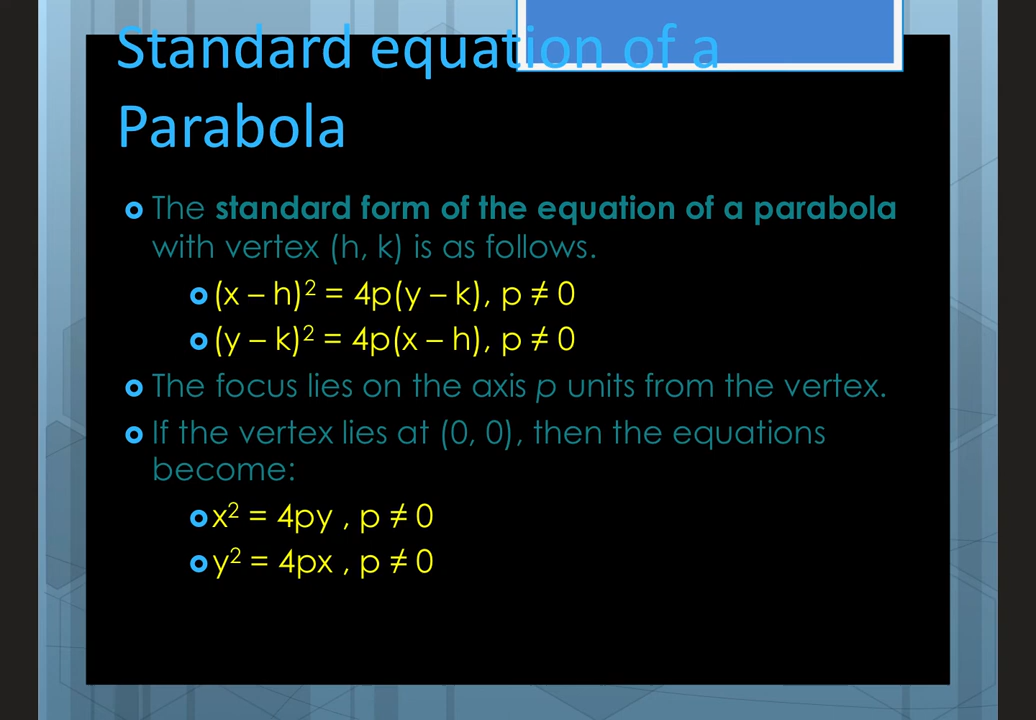 Standard equation of a
Parabola
The standard form of the equation of a parabola
with vertex (h, k) is as follows.
(x – h)² = 4p(y – k), p ≠ 0
(y – k)² = 4p(x – h), p ≠ 0
The focus lies on the axis p units from the vertex.
If the vertex lies at (0, 0), then the equations
become:
x² = 4py , p ≠ 0
y² = 4px , p ≠ 0